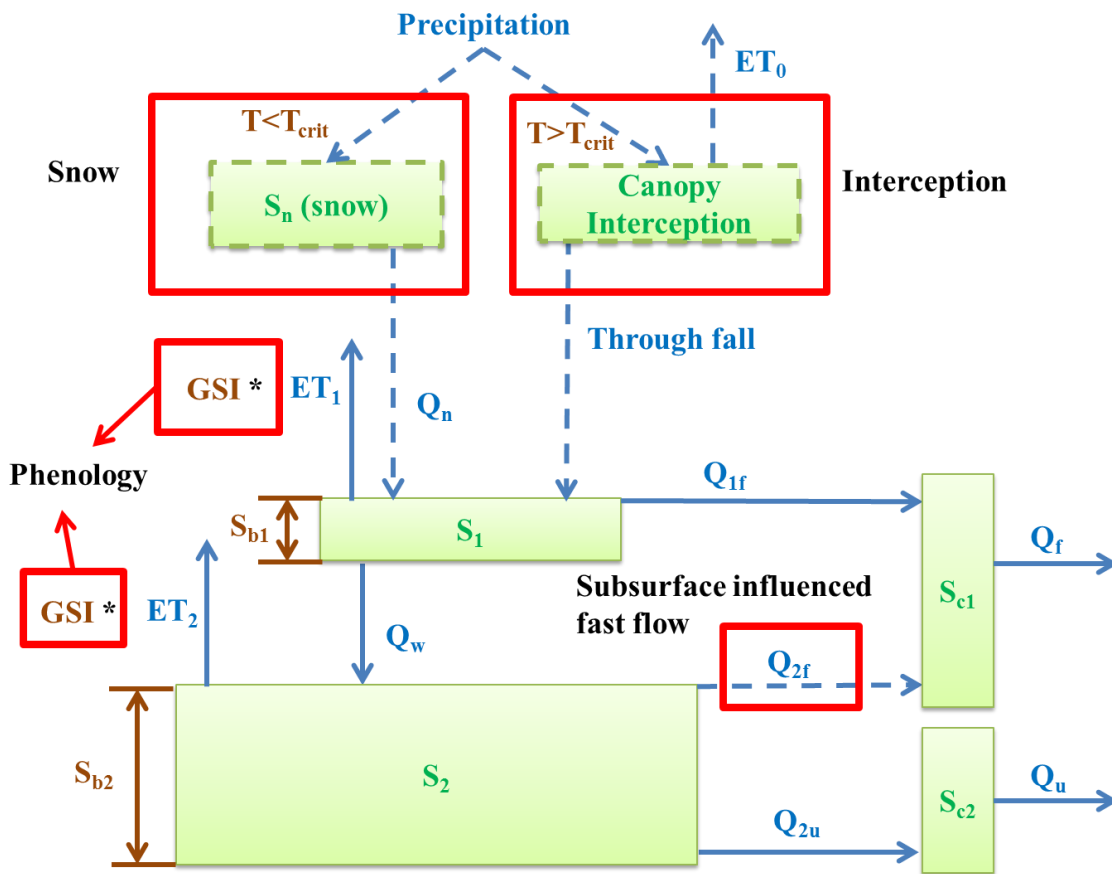 Precipitation
ET0
T<Tcrit
T>Tcrit
Snow
Sn (snow)
Canopy
Interception
Interception
Through fall
GSI *
ET1
Qn
Phenology
Q1f
Sb1
S1
Qf
Subsurface influenced
fast flow
Sc1
GSI *
ET2
Qw
Q2f
Sb2
S2
Qu
Sc2
Q2u